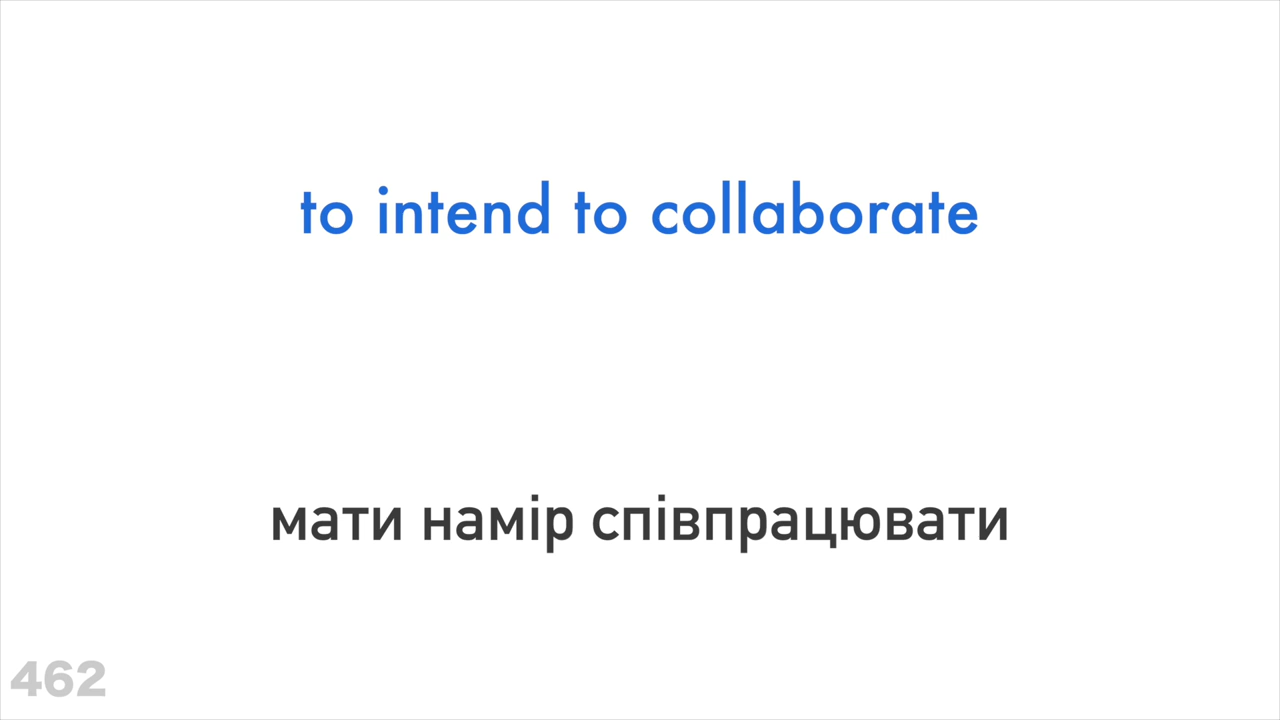 to intend to collaborate
мати намір співпрацювати
462